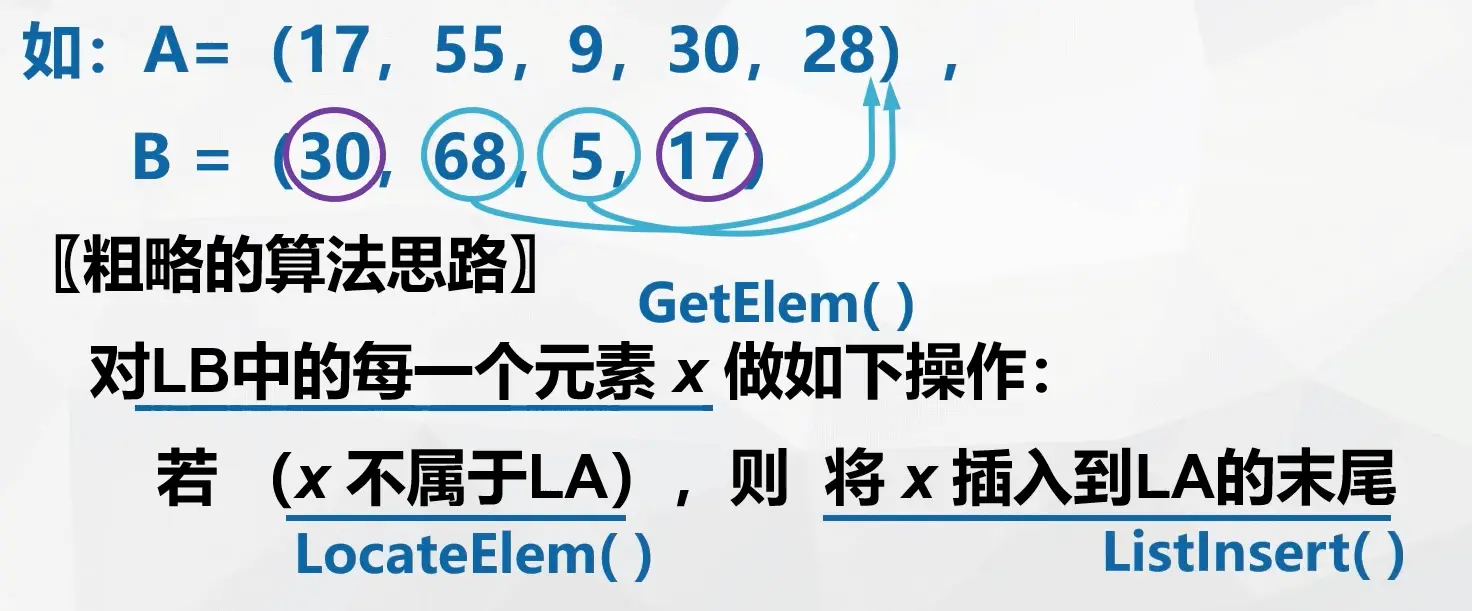 如：A=（17，55，9，30，28），
B =（30，68，5，17）
〖粗略的算法思路〗
GetElem( )
对LB中的每一个元素 x 做如下操作：
若 （x 不属于LA），则 将 x 插入到LA的末尾
LocateElem( )
ListInsert( )